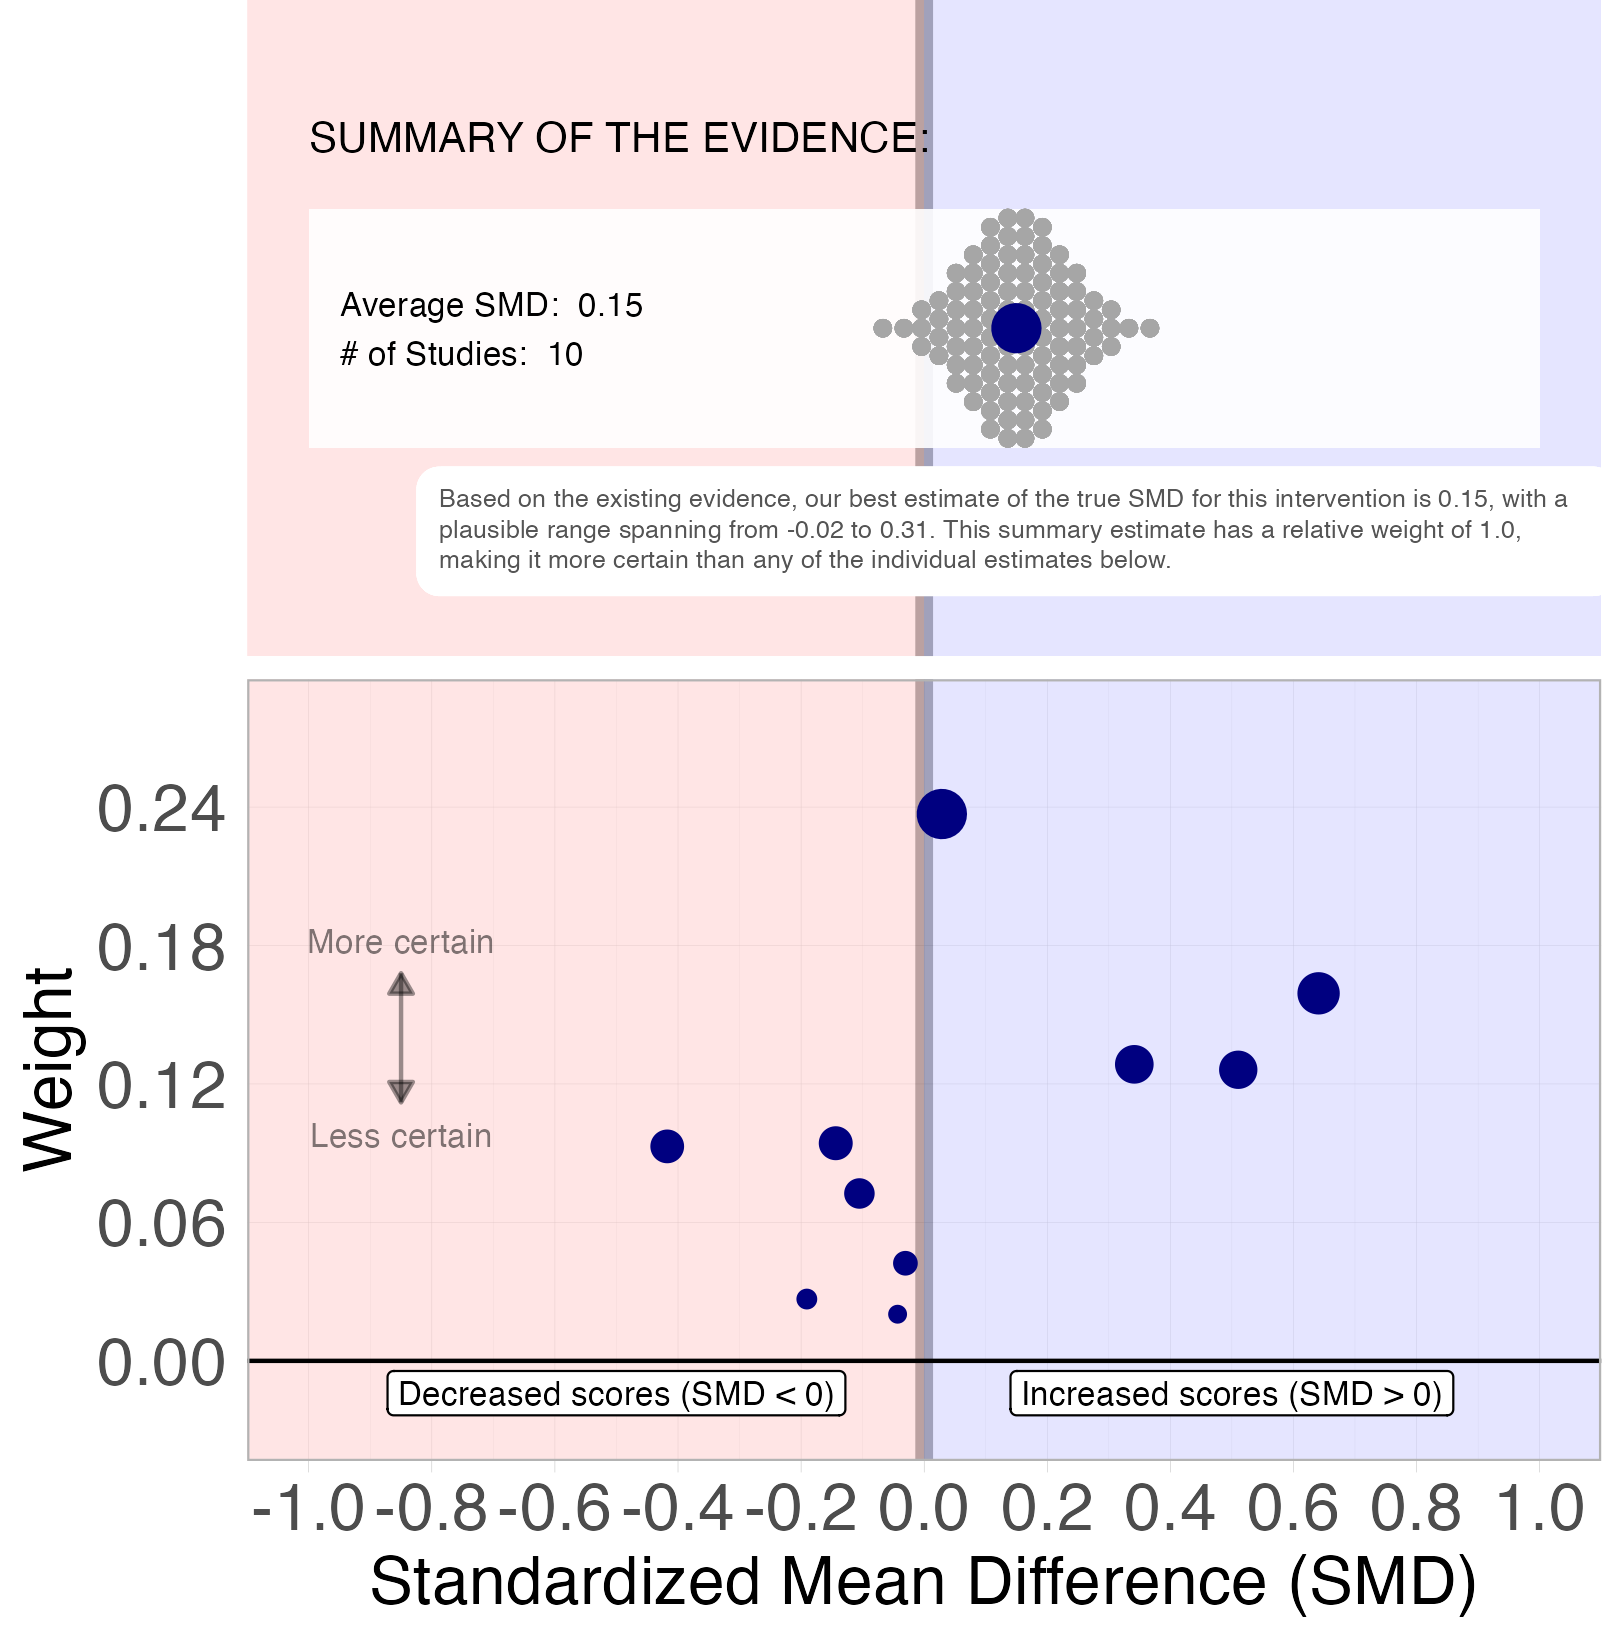 SUMMARY OF THE EVIDENCE:
Average SMD:  0.15
# of Studies:  10
Based on the existing evidence, our best estimate of the true SMD for this intervention is 0.15, with a
plausible range spanning from -0.02 to 0.31. This summary estimate has a relative weight of 1.0,
making it more certain than any of the individual estimates below.
Weight
0.24
0.18
0.12
0.06
0.00
More certain
Less certain
Decreased scores (SMD < 0)
Increased scores (SMD > 0)
-1.0 -0.8 -0.6 -0.4 -0.2 0.0 0.2 0.4 0.6 0.8 1.0
Standardized Mean Difference (SMD)